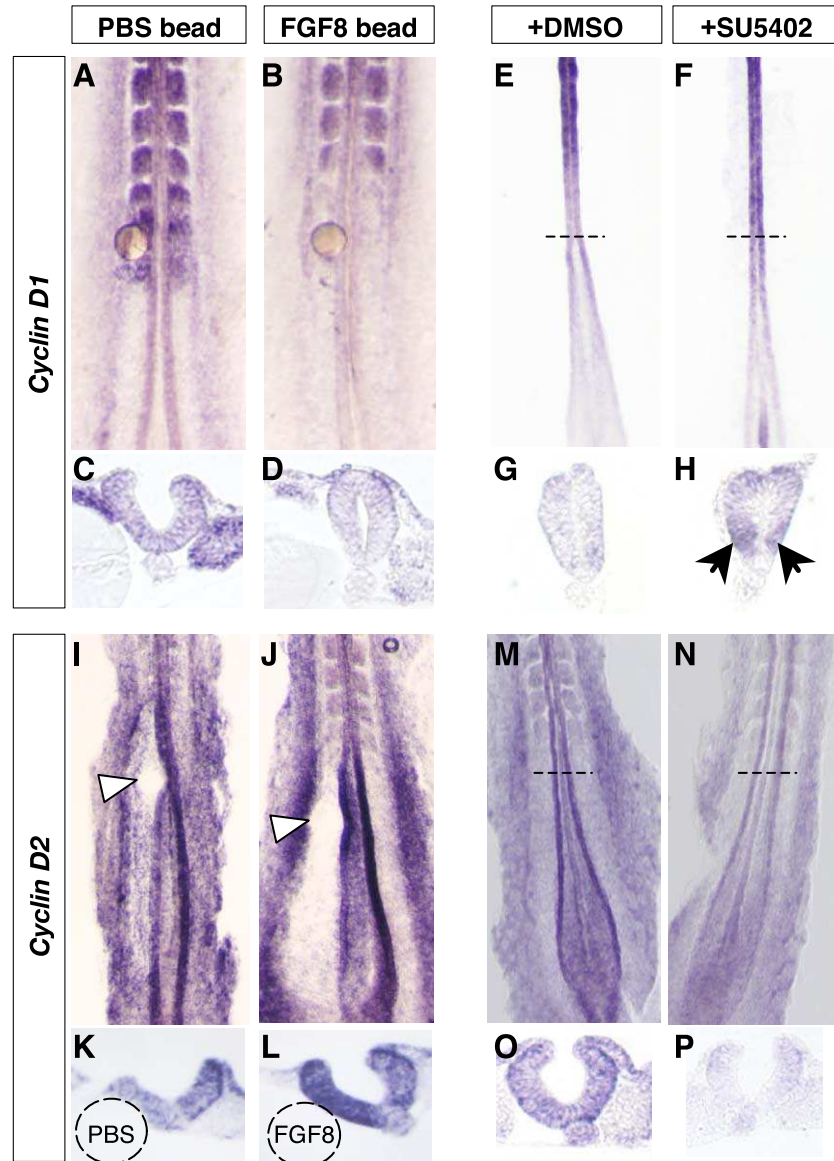 PBS bead FGF8 bead +DMSO +SU5402
Cyclin D1
A B E F
C D G H
Cyclin D2
I J M N
K L O P
PBS FGF8